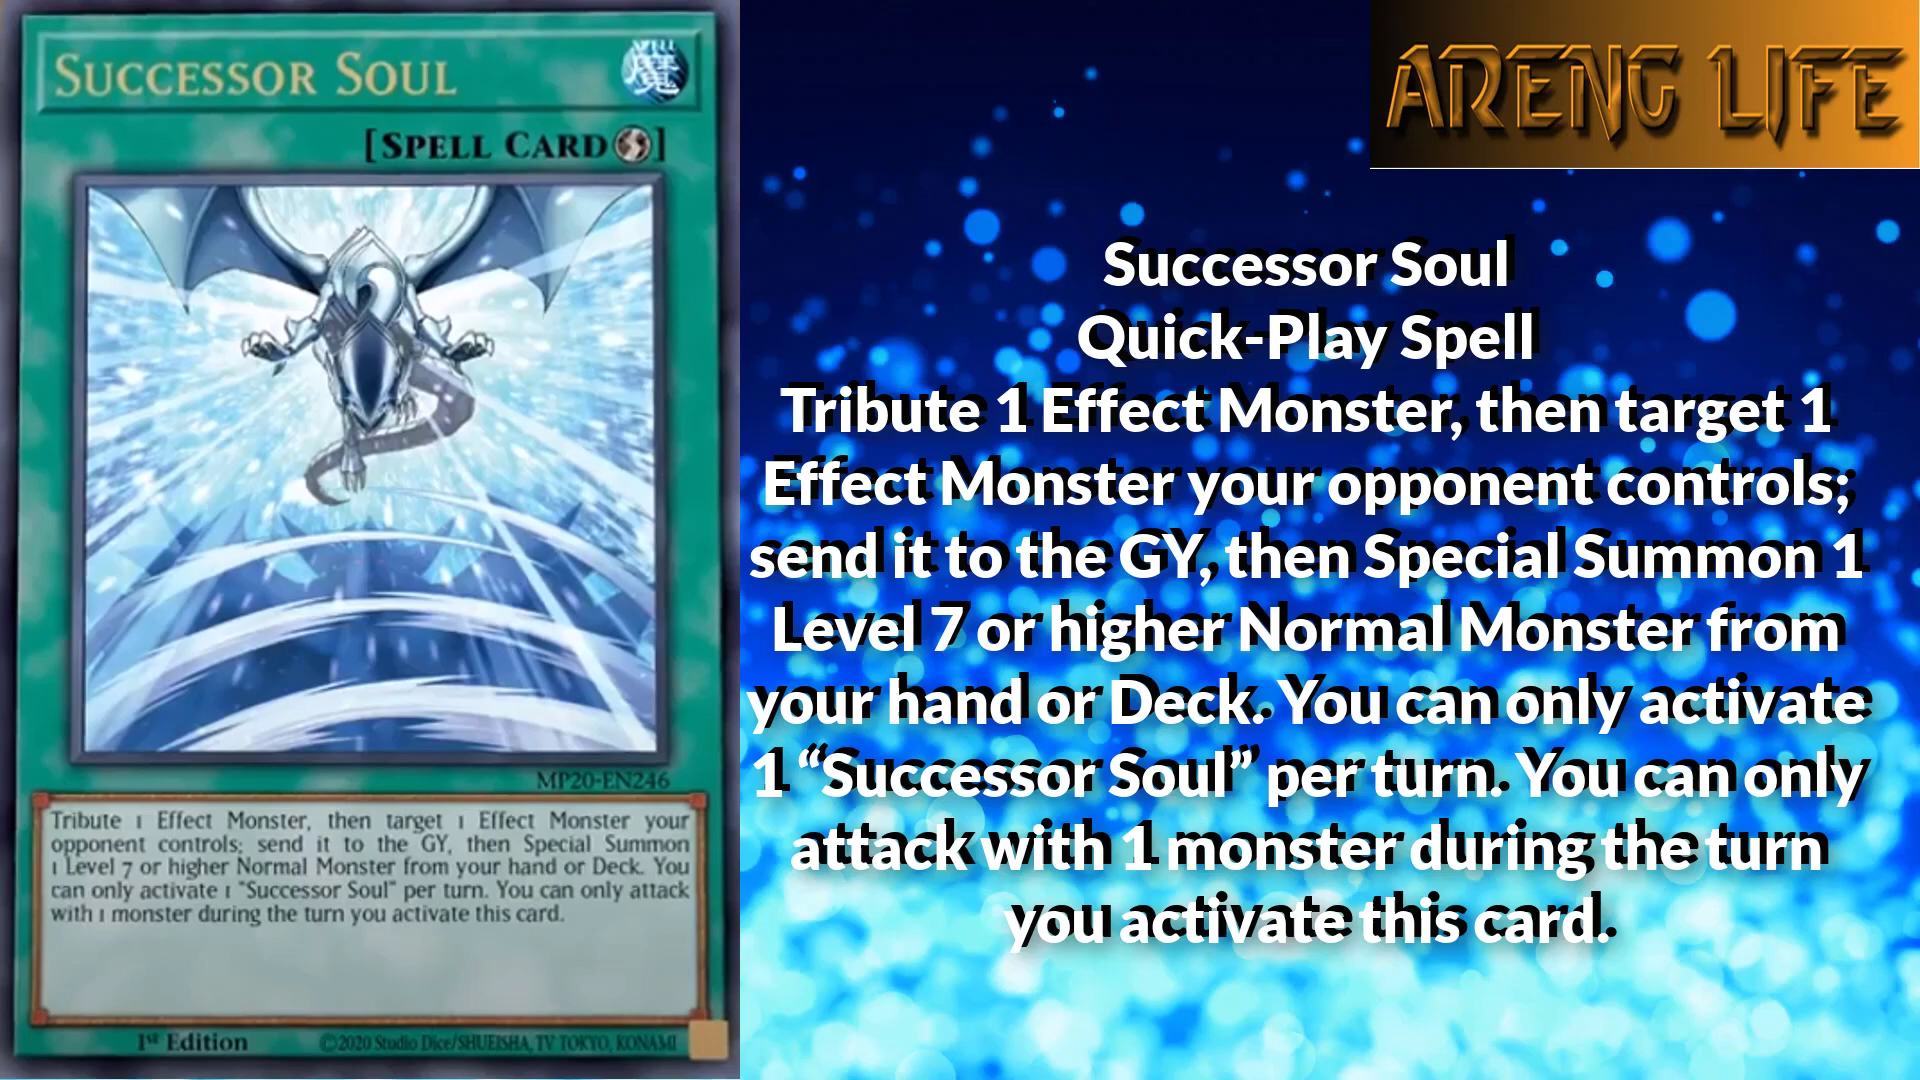 SUCCESSOR SOUL
魔
[SPELL CARD]
MP20-EN246
Tribute 1 Effect Monster, then target 1 Effect Monster your
opponent controls; send it to the GY, then Special Summon
1 Level 7 or higher Normal Monster from your hand or Deck. You
can only activate 1 "Successor Soul" per turn. You can only attack
with 1 monster during the turn you activate this card.
1st Edition
©2020 Studio Dice/SHUEISHA, TV TOKYO, KONAMI
ARENG LIFE
Successor Soul
Quick-Play Spell
Tribute 1 Effect Monster, then target 1
Effect Monster your opponent controls;
send it to the GY, then Special Summon 1
Level 7 or higher Normal Monster from
your hand or Deck. You can only activate
1 “Successor Soul” per turn. You can only
attack with 1 monster during the turn
you activate this card.